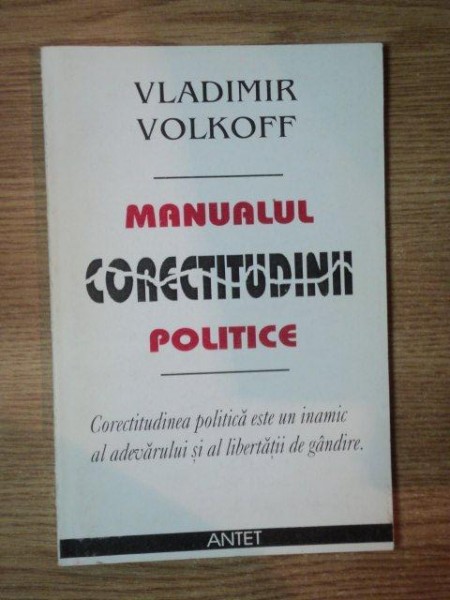 VLADIMIR
VOLKOFF
MANUALUL
CORECTITUDINII
POLITICE
Corectitudinea politică este un inamic
al adevărului și al libertății de gândire.
ANTET